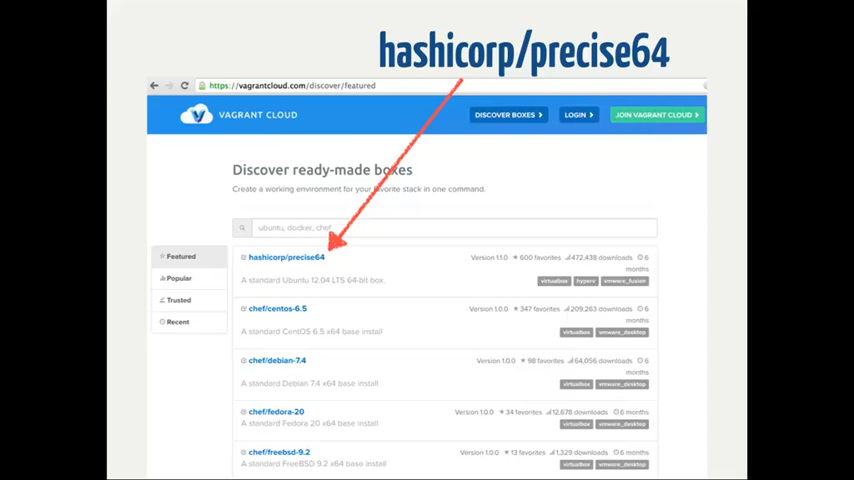 hashicorp/precise64
https://vagrantcloud.com/discover/featured
VAGRANT CLOUD
DISCOVER BOXES
LOGIN
JOIN VAGRANT CLOUD
Discover ready-made boxes
Create a working environment for your favorite stack in one command.
ubuntu, docker, chef
Featured
Popular
Trusted
Recent
hashicorp/precise64 Version 1.1.0 600 favorites 472,438 downloads 6
months
A standard Ubuntu 12.04 LTS 64-bit box. virtualbox hyperv vmware_fusion
chef/centos-6.5 Version 1.0.0 347 favorites 209,263 downloads 6
months
A standard CentOS 6.5 x64 base install virtualbox vmware_desktop
chef/debian-7.4 Version 1.0.0 98 favorites 64,056 downloads 6
months
A standard Debian 7.4 x64 base install virtualbox vmware_desktop
chef/fedora-20 Version 1.0.0 34 favorites 12,678 downloads 6 months
A standard Fedora 20 x64 base install virtualbox vmware_desktop
chef/freebsd-9.2 Version 1.0.0 13 favorites 1,329 downloads 6 months
A standard FreeBSD 9.2 x64 base install virtualbox vmware_desktop